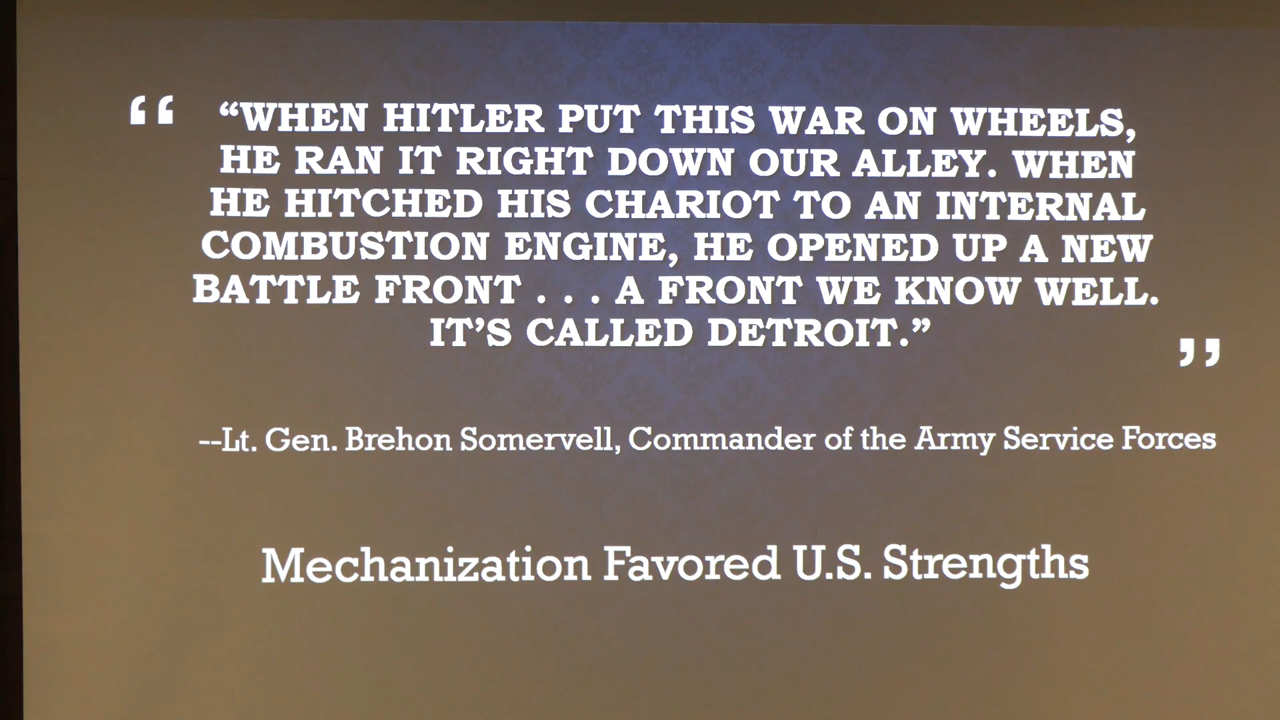 “ “WHEN HITLER PUT THIS WAR ON WHEELS,
HE RAN IT RIGHT DOWN OUR ALLEY. WHEN
HE HITCHED HIS CHARIOT TO AN INTERNAL
COMBUSTION ENGINE, HE OPENED UP A NEW
BATTLE FRONT . . . A FRONT WE KNOW WELL.
IT’S CALLED DETROIT.”
”
--Lt. Gen. Brehon Somervell, Commander of the Army Service Forces
Mechanization Favored U.S. Strengths